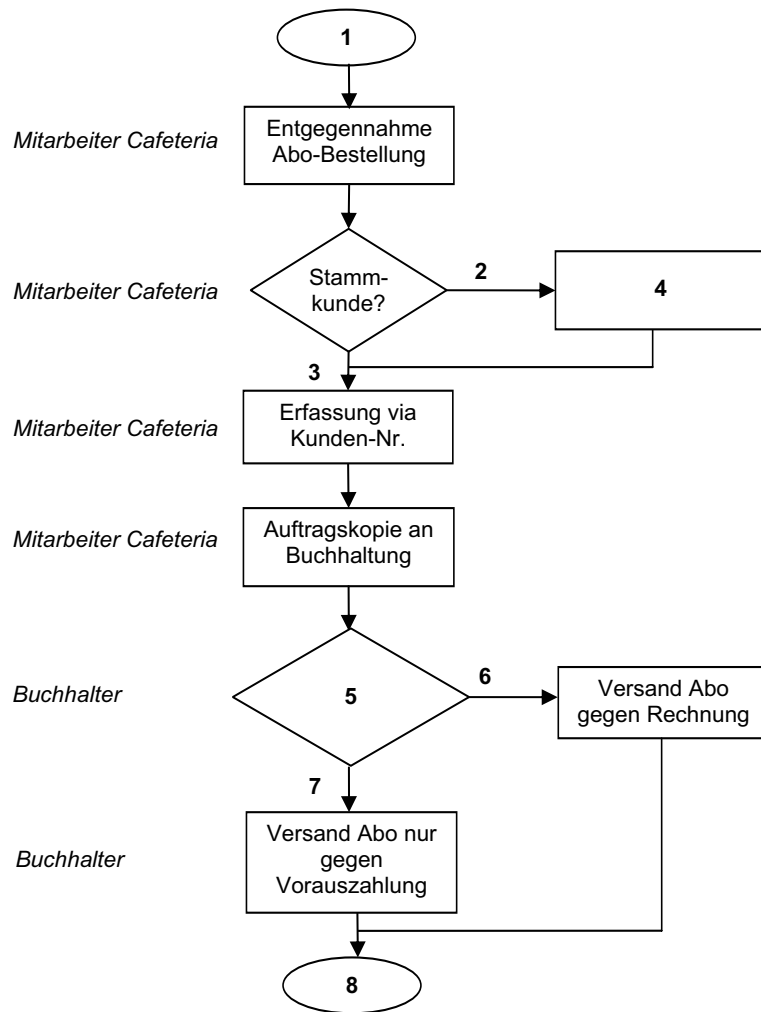 1
Mitarbeiter Cafeteria
Entgegennahme
Abo-Bestellung
Mitarbeiter Cafeteria
Stamm-
kunde?
2
4
3
Mitarbeiter Cafeteria
Erfassung via
Kunden-Nr.
Mitarbeiter Cafeteria
Auftragskopie an
Buchhaltung
Buchhalter
5
6
Versand Abo
gegen Rechnung
7
Buchhalter
Versand Abo nur
gegen
Vorauszahlung
8